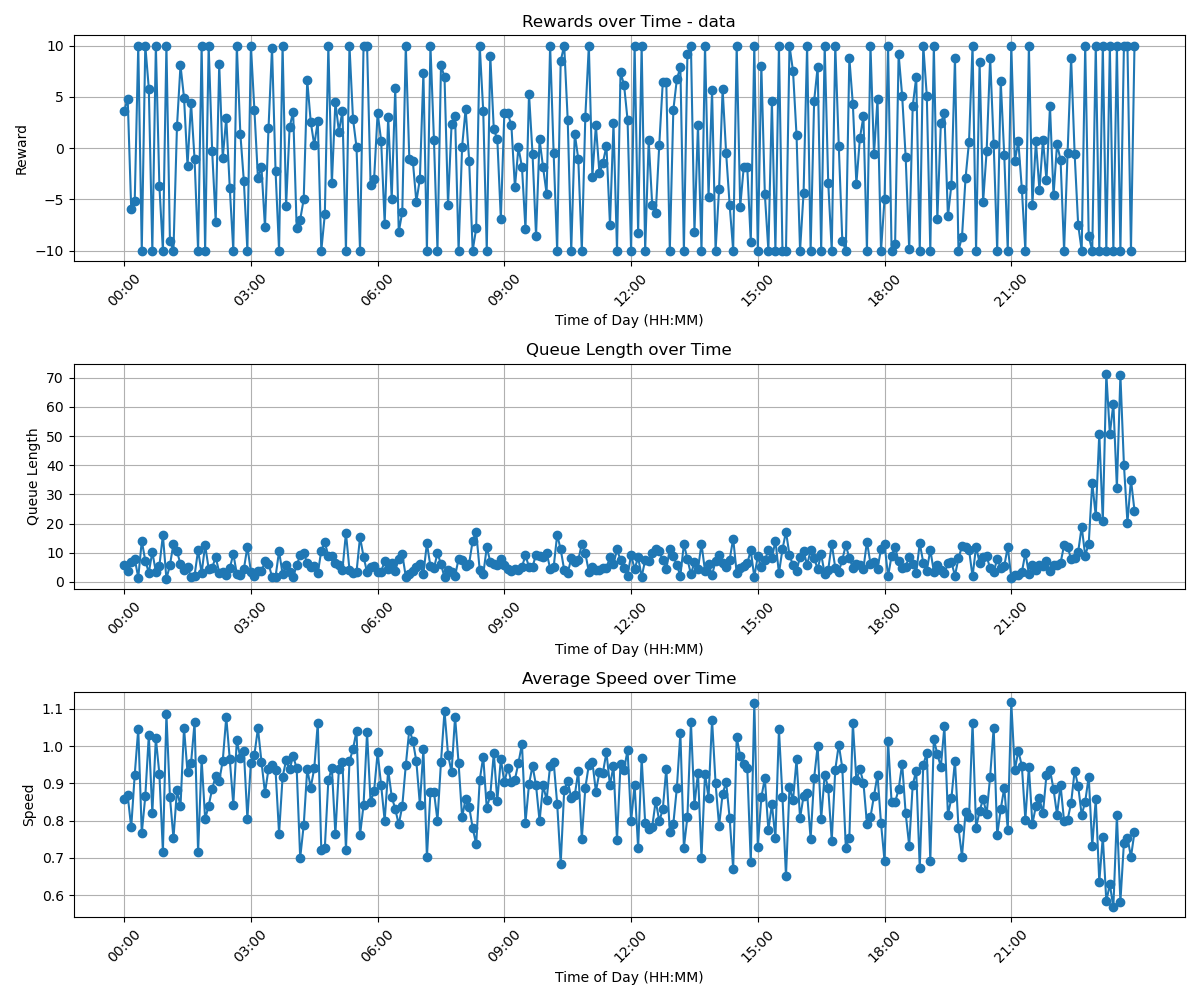 Rewards over Time - data
Reward
10
5
0
−5
−10
00:00 03:00 06:00 09:00 12:00 15:00 18:00 21:00
Time of Day (HH:MM)
Queue Length over Time
Queue Length
70
60
50
40
30
20
10
0
00:00 03:00 06:00 09:00 12:00 15:00 18:00 21:00
Time of Day (HH:MM)
Average Speed over Time
Speed
1.1
1.0
0.9
0.8
0.7
0.6
00:00 03:00 06:00 09:00 12:00 15:00 18:00 21:00
Time of Day (HH:MM)